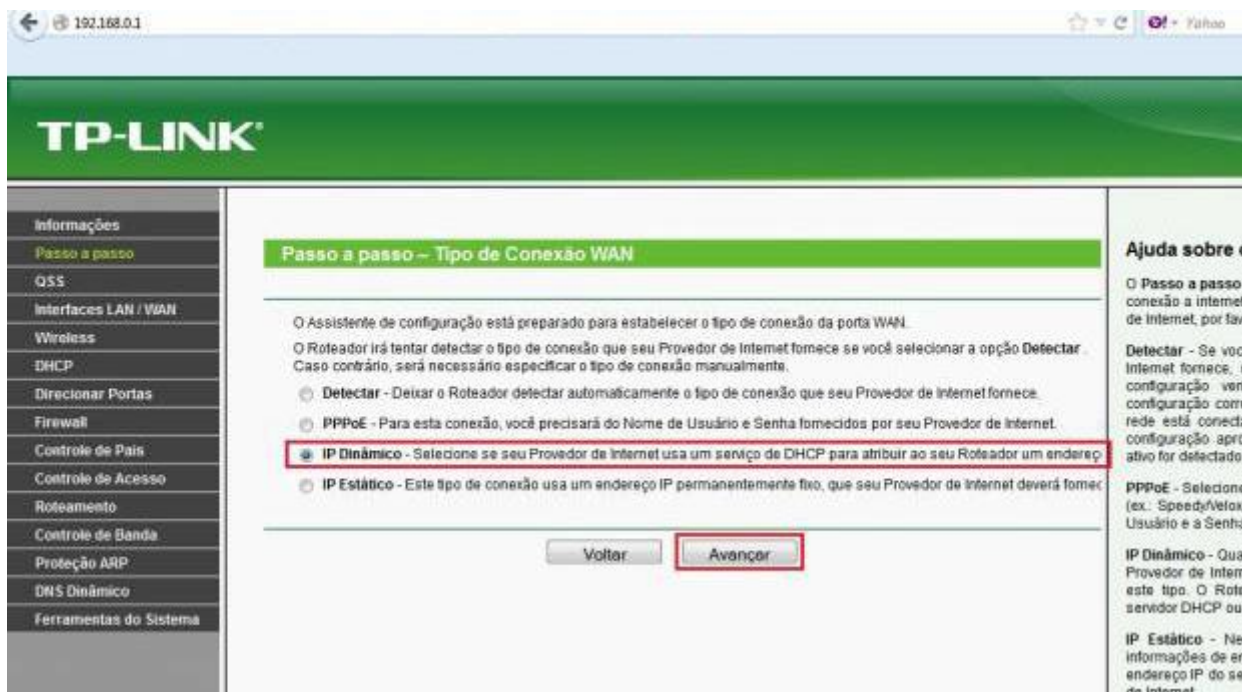 192.168.0.1
Yahoo
TP-LINK
Informações
Passo a passo
QSS
Interfaces LAN / WAN
Wireless
DHCP
Direcionar Portas
Firewall
Controle de Pais
Controle de Acesso
Roteamento
Controle de Banda
Proteção ARP
DNS Dinâmico
Ferramentas do Sistema
Passo a passo – Tipo de Conexão WAN
O Assistente de configuração está preparado para estabelecer o tipo de conexão da porta WAN.
O Roteador irá tentar detectar o tipo de conexão que seu Provedor de Internet fornece se você selecionar a opção Detectar.
Caso contrário, será necessário especificar o tipo de conexão manualmente.
Detectar - Deixar o Roteador detectar automaticamente o tipo de conexão que seu Provedor de Internet fornece.
PPPoE - Para esta conexão, você precisará do Nome de Usuário e Senha fornecidos por seu Provedor de Internet.
IP Dinâmico - Selecione se seu Provedor de Internet usa um serviço de DHCP para atribuir ao seu Roteador um endereç
IP Estático - Este tipo de conexão usa um endereço IP permanentemente fixo, que seu Provedor de Internet deverá fornec
Voltar
Avançar
Ajuda sobre
O Passo a passo
conexão a internet
de Internet, por fav
Detectar - Se voc
Internet fornece,
configuração ven
configuração corr
rede está conecta
configuração apro
ativo for detectado
PPPoE - Selecione
(ex.: Speedy/Velox
Usuário e a Senha
IP Dinâmico - Qua
Provedor de Intern
este tipo. O Rote
servidor DHCP ou
IP Estático - Ne
informações de en
endereço IP do se
de Internet